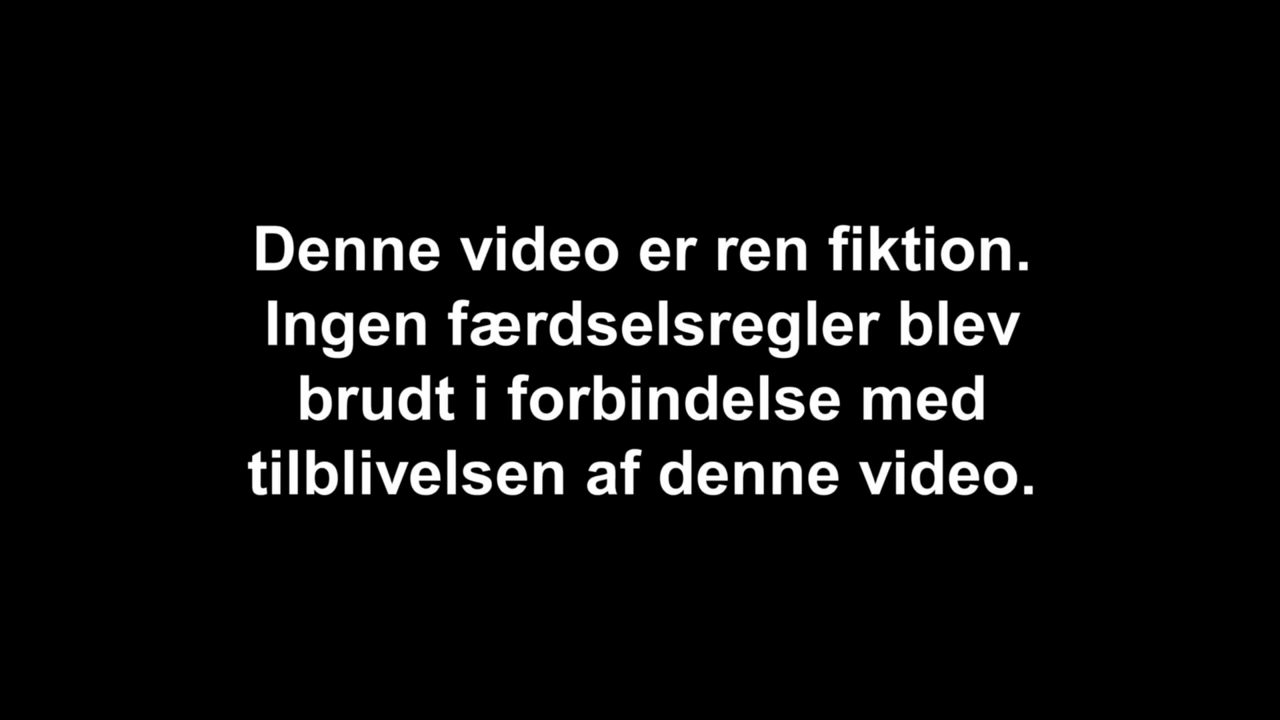 Denne video er ren fiktion.
Ingen færdselsregler blev
brudt i forbindelse med
tilblivelsen af denne video.